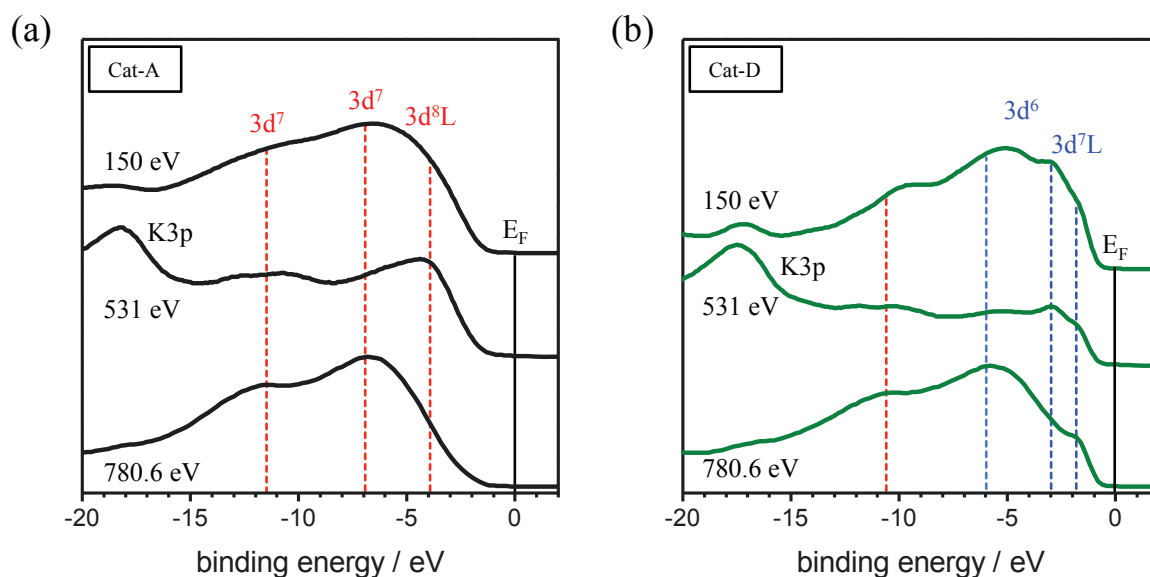 (a)
Cat-A
3d⁷
3d⁷
3d⁸L
150 eV
K3p
E_F
531 eV
780.6 eV
-20 -15 -10 -5 0
binding energy / eV
(b)
Cat-D
3d⁶
3d⁷L
150 eV
K3p
E_F
531 eV
780.6 eV
-20 -15 -10 -5 0
binding energy / eV